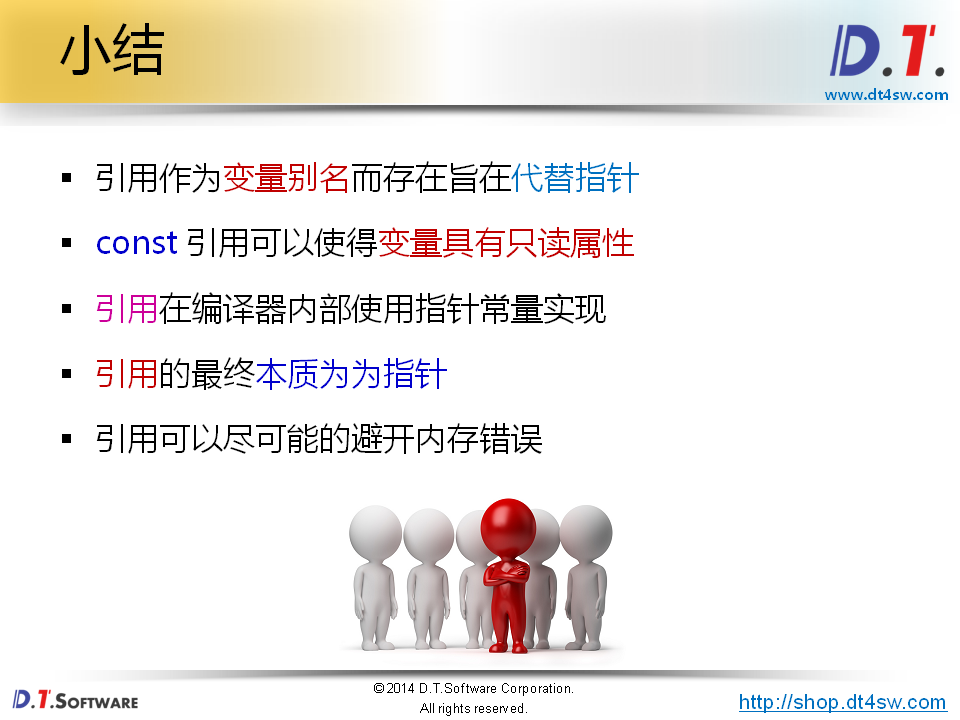 小结
D.T.
www.dt4sw.com
▪ 引用作为变量别名而存在旨在代替指针
▪ const 引用可以使得变量具有只读属性
▪ 引用在编译器内部使用指针常量实现
▪ 引用的最终本质为为指针
▪ 引用可以尽可能的避开内存错误
D.T.SOFTWARE
©2014 D.T.Software Corporation.
All rights reserved.
http://shop.dt4sw.com